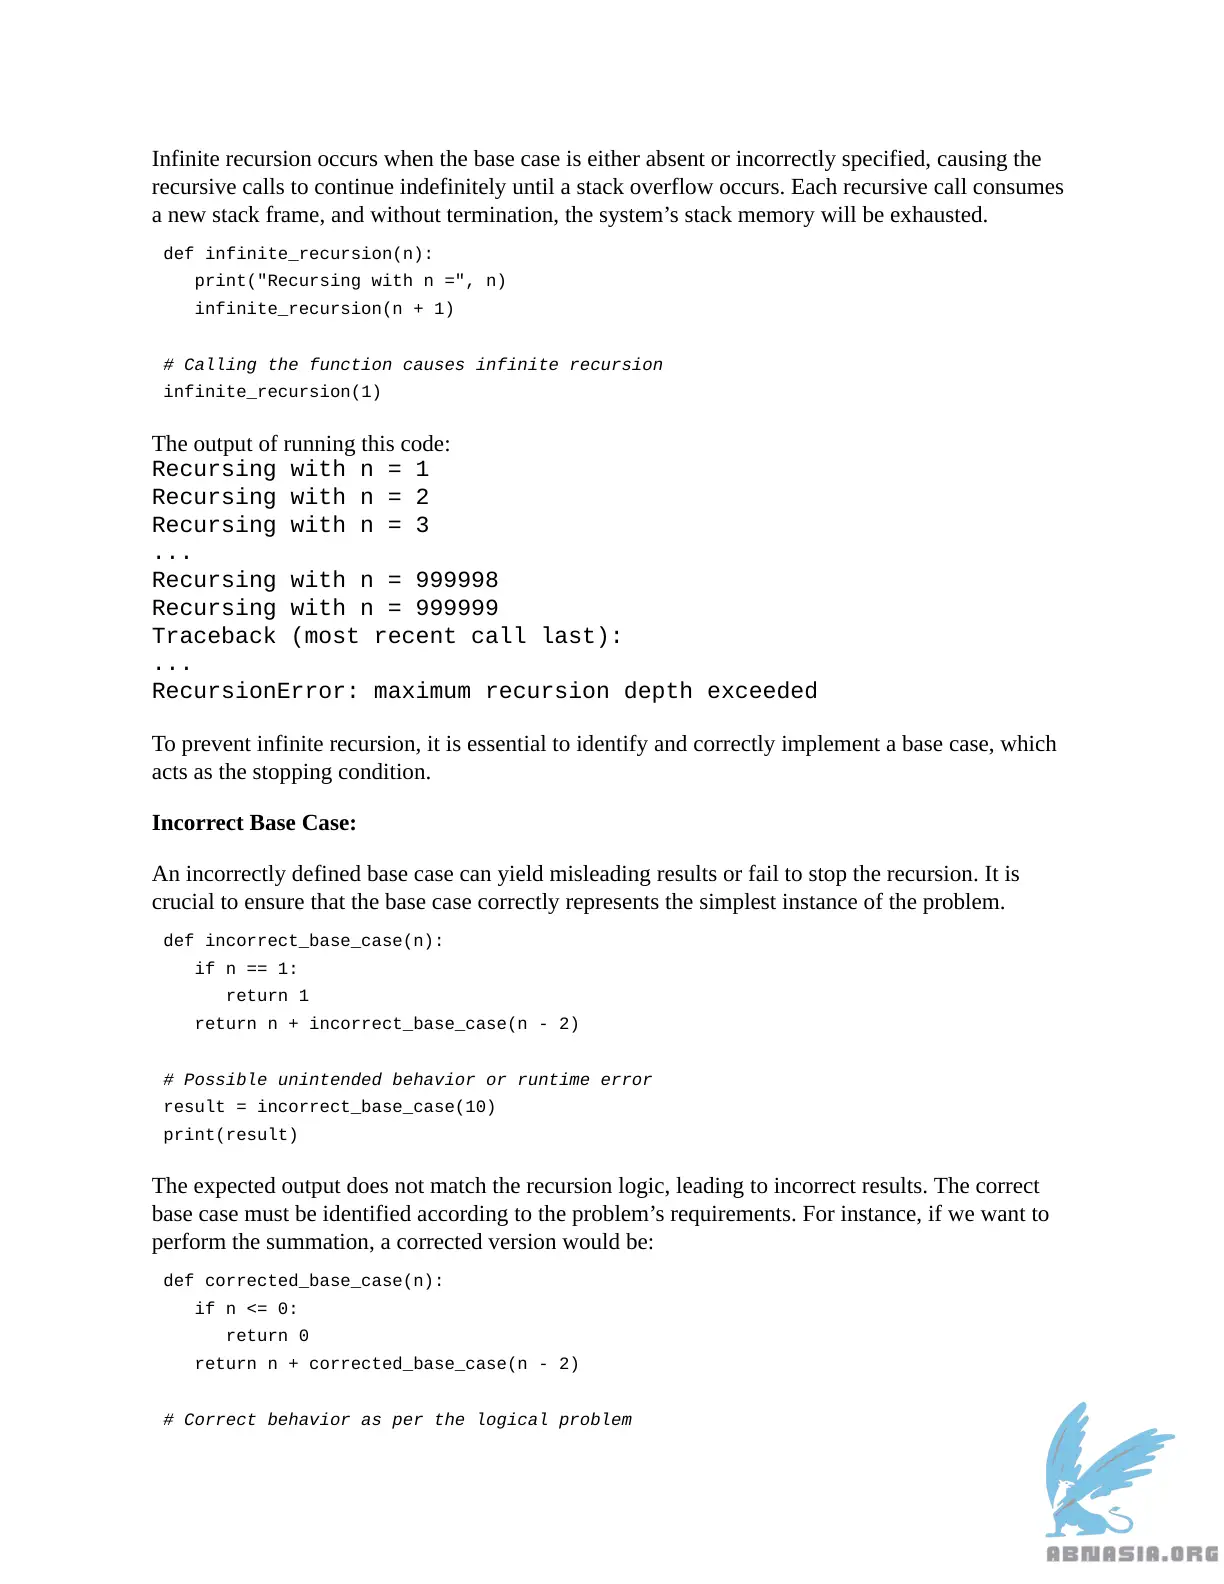 Infinite recursion occurs when the base case is either absent or incorrectly specified, causing the
recursive calls to continue indefinitely until a stack overflow occurs. Each recursive call consumes
a new stack frame, and without termination, the system’s stack memory will be exhausted.
def infinite_recursion(n):
   print("Recursing with n =", n)
   infinite_recursion(n + 1)

# Calling the function causes infinite recursion
infinite_recursion(1)

The output of running this code:
Recursing with n = 1
Recursing with n = 2
Recursing with n = 3
...
Recursing with n = 999998
Recursing with n = 999999
Traceback (most recent call last):
...
RecursionError: maximum recursion depth exceeded

To prevent infinite recursion, it is essential to identify and correctly implement a base case, which
acts as the stopping condition.

Incorrect Base Case:

An incorrectly defined base case can yield misleading results or fail to stop the recursion. It is
crucial to ensure that the base case correctly represents the simplest instance of the problem.
def incorrect_base_case(n):
   if n == 1:
      return 1
   return n + incorrect_base_case(n - 2)

# Possible unintended behavior or runtime error
result = incorrect_base_case(10)
print(result)

The expected output does not match the recursion logic, leading to incorrect results. The correct
base case must be identified according to the problem’s requirements. For instance, if we want to
perform the summation, a corrected version would be:
def corrected_base_case(n):
   if n <= 0:
      return 0
   return n + corrected_base_case(n - 2)

# Correct behavior as per the logical problem
ABNASIA.ORG